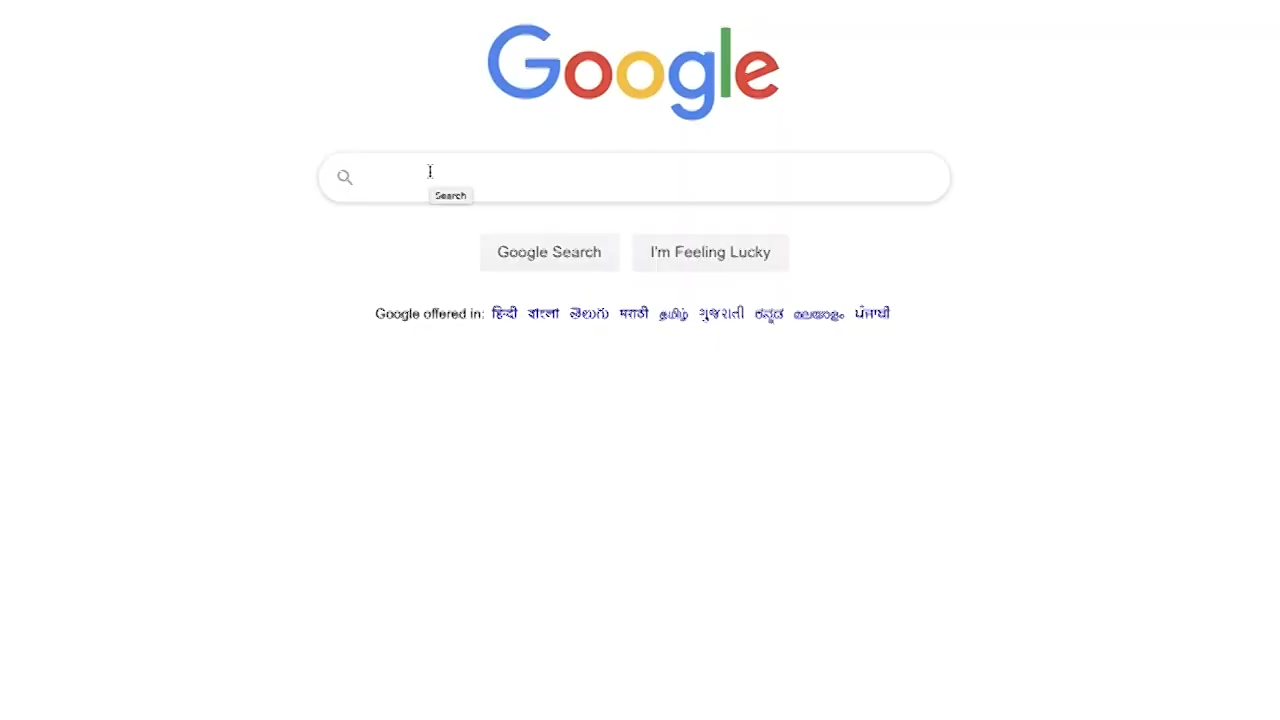 Google
Search
Google Search
I'm Feeling Lucky
Google offered in: हिन्दी বাংলা తెలుగు मराठी தமிழ் ગુજરાતી ಕನ್ನಡ മലയാളം ਪੰਜਾਬੀ